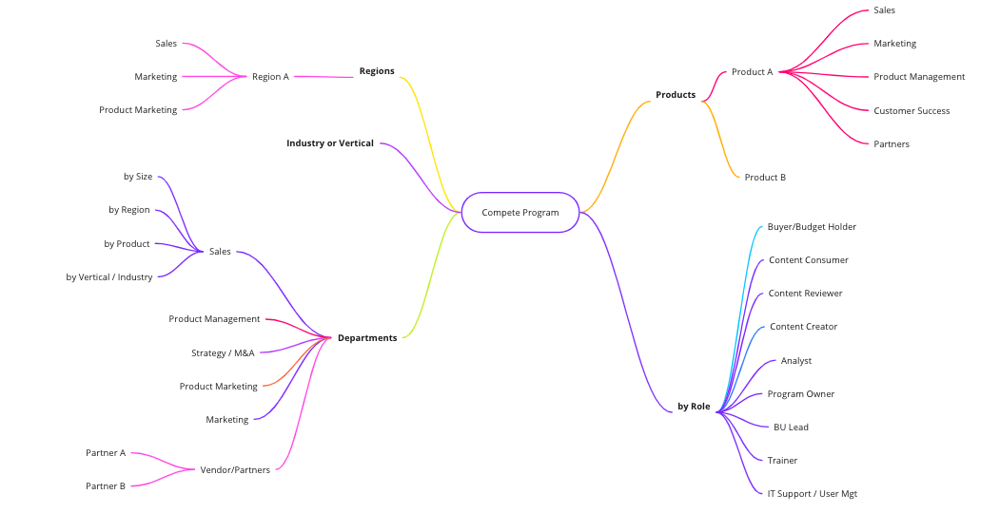 Compete Program
Regions
Region A
Sales
Marketing
Product Marketing
Industry or Vertical
Departments
Sales
by Size
by Region
by Product
by Vertical / Industry
Product Management
Strategy / M&A
Product Marketing
Marketing
Vendor/Partners
Partner A
Partner B
Products
Product A
Sales
Marketing
Product Management
Customer Success
Partners
Product B
by Role
Buyer/Budget Holder
Content Consumer
Content Reviewer
Content Creator
Analyst
Program Owner
BU Lead
Trainer
IT Support / User Mgt